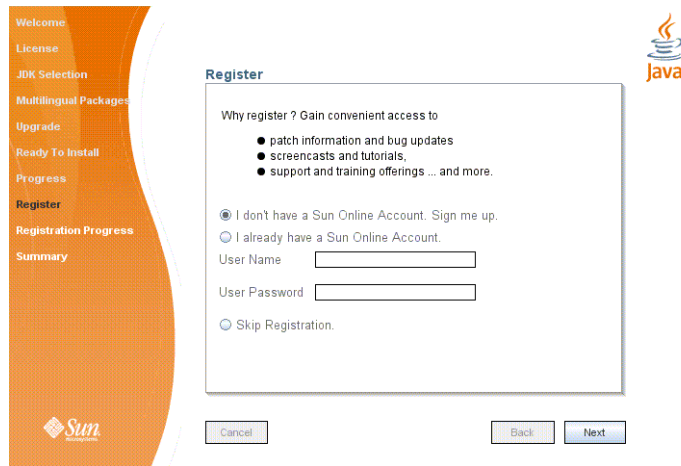 Welcome
License
JDK Selection
Multilingual Packages
Upgrade
Ready To Install
Progress
Register
Registration Progress
Summary
Sun
microsystems
Java
Register
Why register ? Gain convenient access to
● patch information and bug updates
● screencasts and tutorials,
● support and training offerings ... and more.
I don't have a Sun Online Account. Sign me up.
I already have a Sun Online Account.
User Name
User Password
Skip Registration.
Cancel
Back
Next